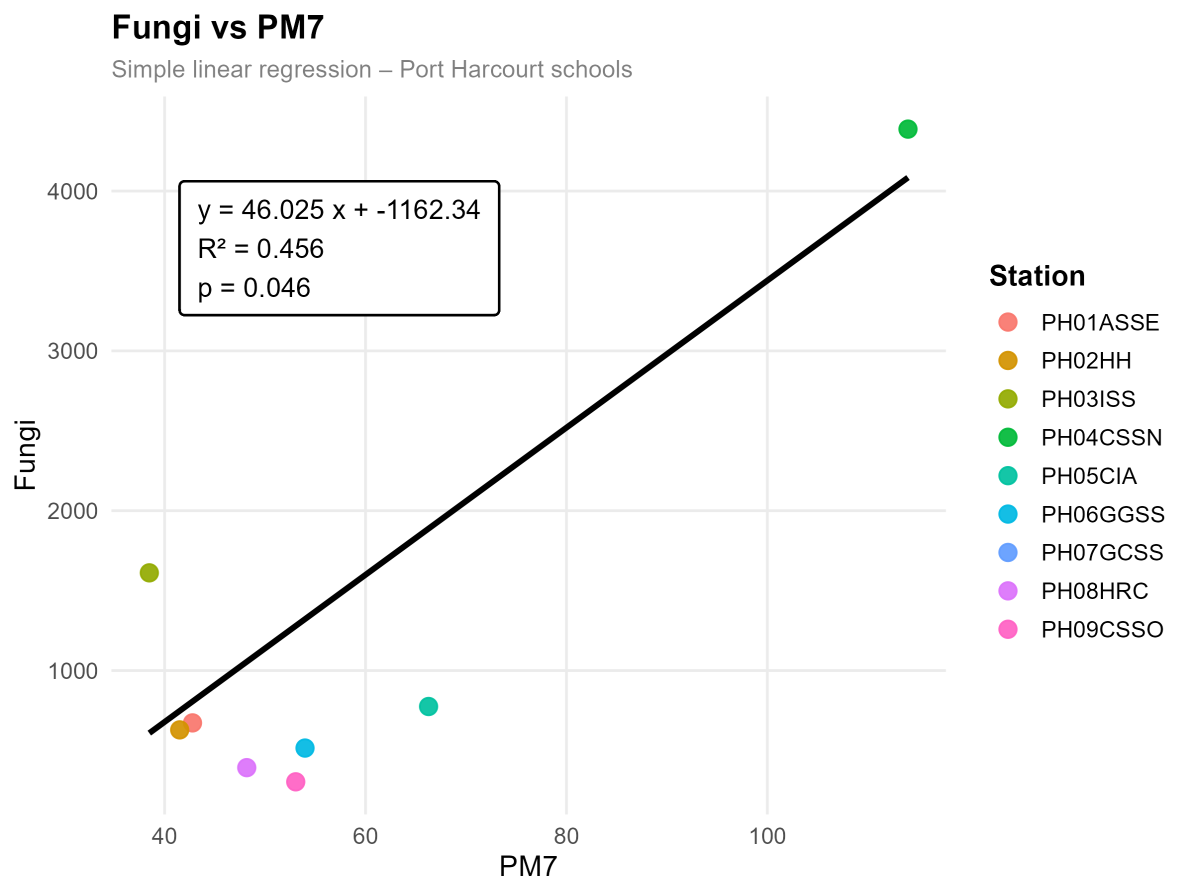 Fungi vs PM7
Simple linear regression – Port Harcourt schools
4000
3000
2000
1000
Fungi
y = 46.025 x + -1162.34
R² = 0.456
p = 0.046
40
60
80
100
PM7
Station
PH01ASSE
PH02HH
PH03ISS
PH04CSSN
PH05CIA
PH06GGSS
PH07GCSS
PH08HRC
PH09CSSO